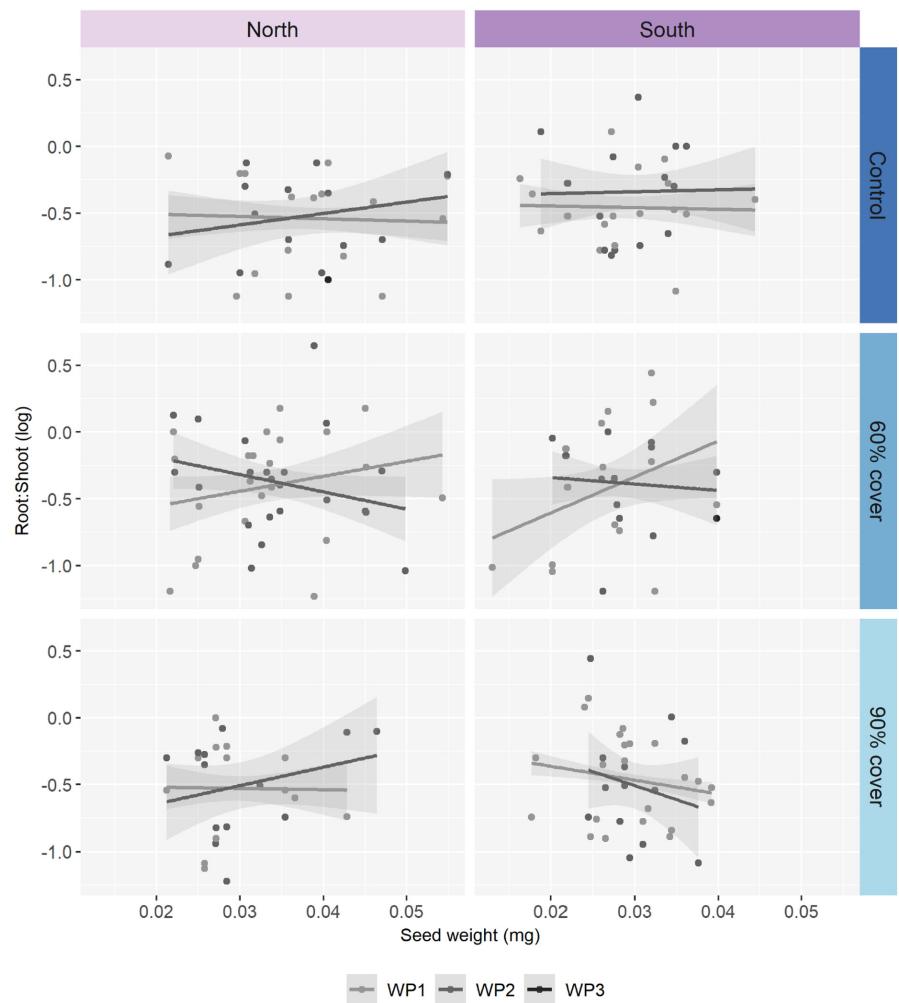 North South
0.5
0.0
-0.5
-1.0
Control
0.5
0.0
-0.5
-1.0
60% cover
0.5
0.0
-0.5
-1.0
90% cover
Root:Shoot (log)
0.02 0.03 0.04 0.05 0.02 0.03 0.04 0.05
Seed weight (mg)
WP1 WP2 WP3